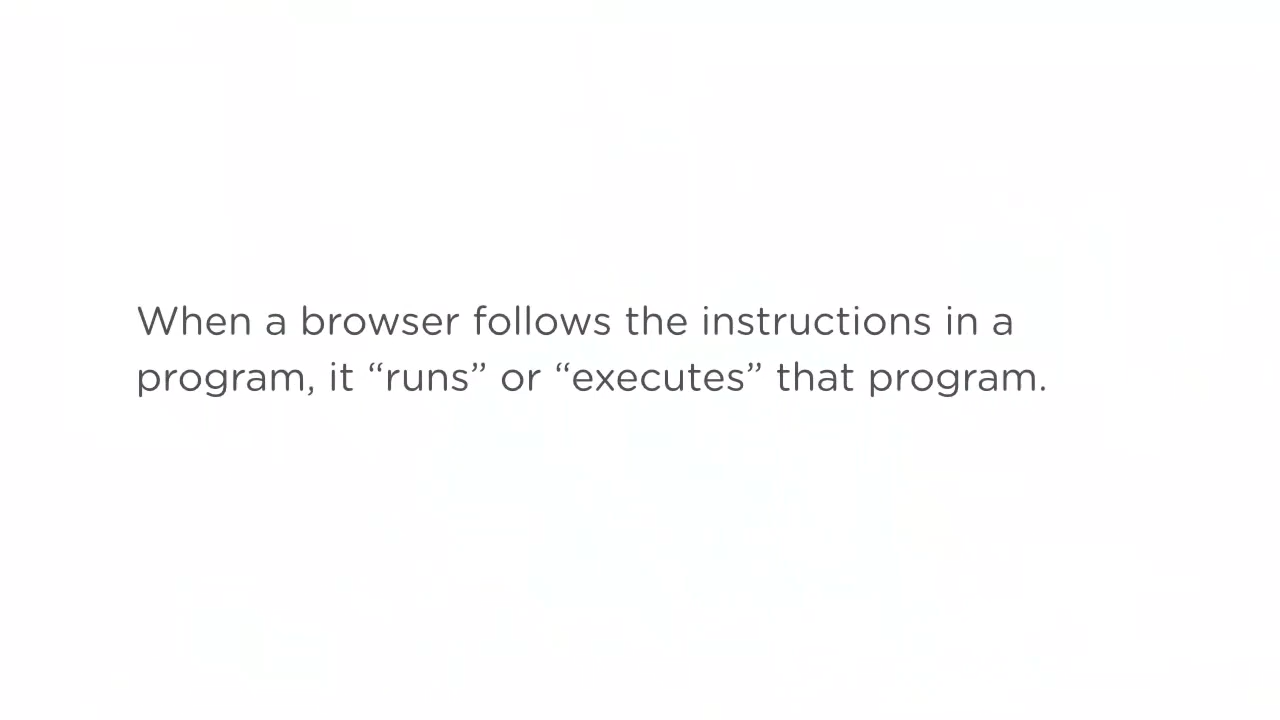 When a browser follows the instructions in a
program, it “runs” or “executes” that program.